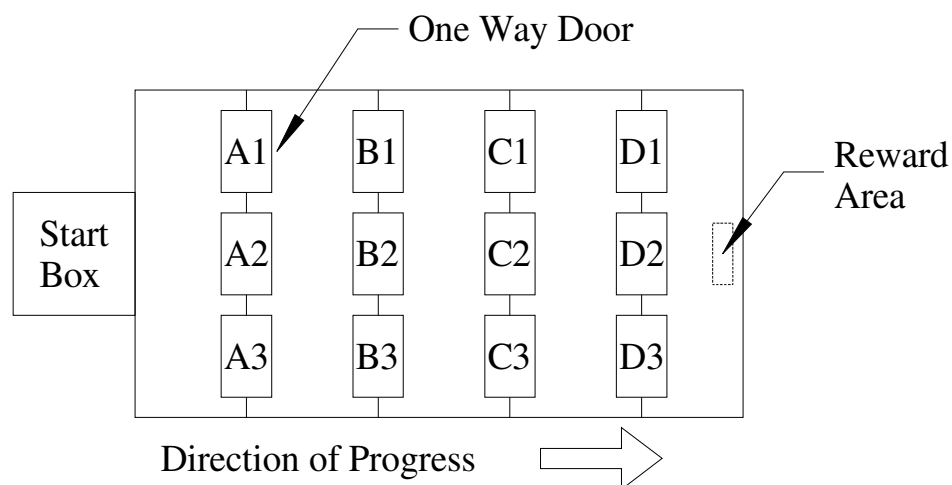 One Way Door
A1 B1 C1 D1
Reward
Area
Start
Box
A2 B2 C2 D2
A3 B3 C3 D3
Direction of Progress